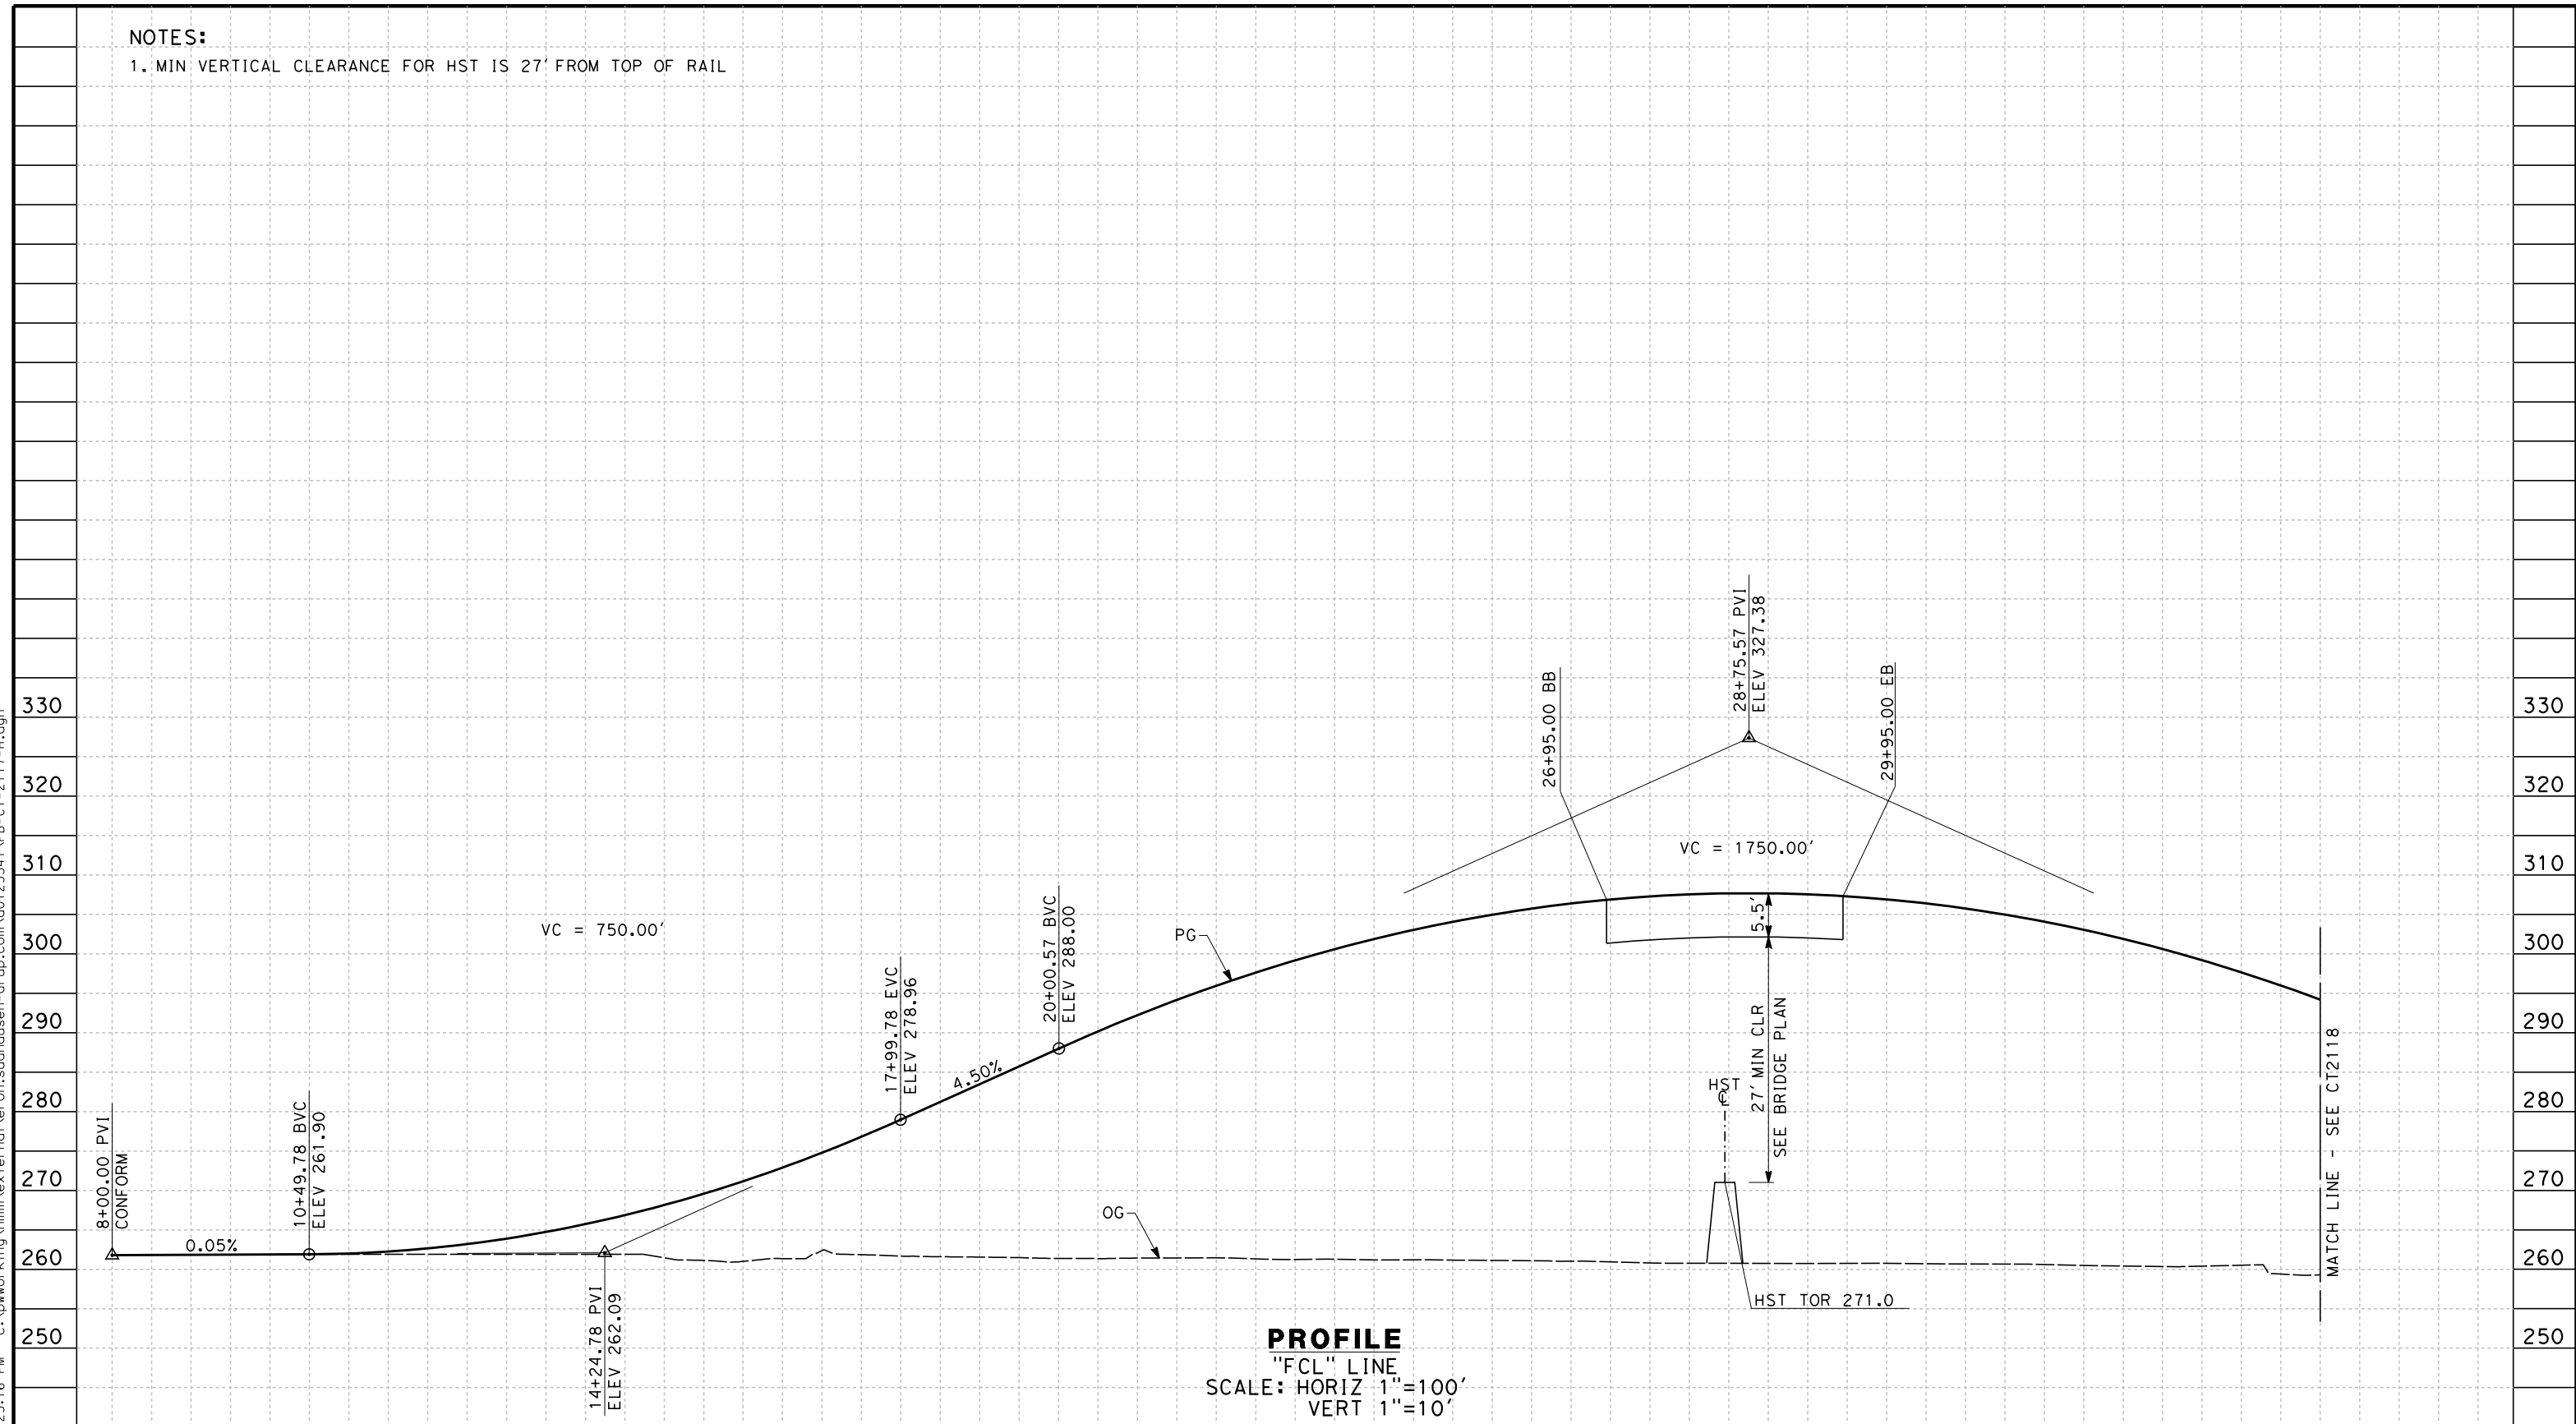 NOTES:
1. MIN VERTICAL CLEARANCE FOR HST IS 27' FROM TOP OF RAIL
28+75.57 PVI
ELEV 327.38
26+95.00 BB
29+95.00 EB
VC = 1750.00'
VC = 750.00'
5.5'
PG
20+00.57 BVC
ELEV 288.00
17+99.78 EVC
ELEV 278.96
4.50%
27' MIN CLR
SEE BRIDGE PLAN
HST
℄
8+00.00 PVI
CONFORM
10+49.78 BVC
ELEV 261.90
0.05%
OG
14+24.78 PVI
ELEV 262.09
HST TOR 271.0
MATCH LINE - SEE CT2118
330
320
310
300
290
280
270
260
250
330
320
310
300
290
280
270
260
250
PROFILE
"FCL" LINE
SCALE: HORIZ 1"=100'
VERT 1"=10'